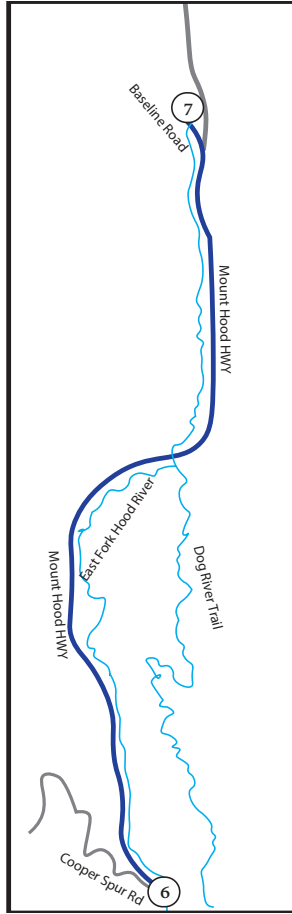 7
Baseline Road
Mount Hood HWY
East Fork Hood River
Dog River Trail
Mount Hood HWY
Cooper Spur Rd
6